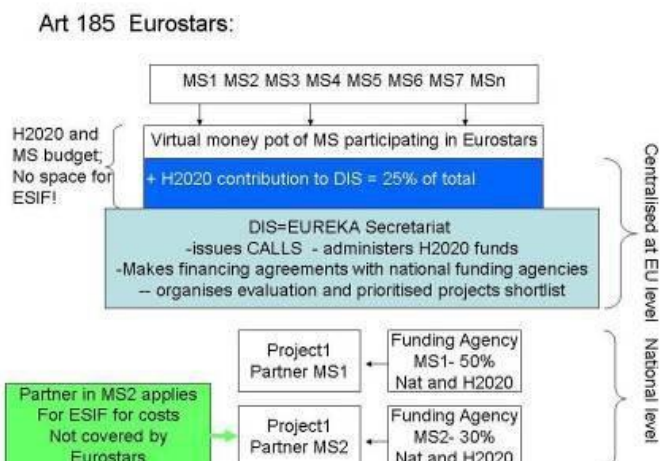 Art 185 Eurostars:
MS1 MS2 MS3 MS4 MS5 MS6 MS7 MSn
H2020 and
MS budget;
No space for
ESIF!
Virtual money pot of MS participating in Eurostars
+ H2020 contribution to DIS = 25% of total
DIS=EUREKA Secretariat
-issues CALLS - administers H2020 funds
-Makes financing agreements with national funding agencies
-- organises evaluation and prioritised projects shortlist
Centralised at EU level
National level
Project1
Partner MS1
Funding Agency
MS1- 50%
Nat and H2020
Partner in MS2 applies
For ESIF for costs
Not covered by
Eurostars
Project1
Partner MS2
Funding Agency
MS2- 30%
Nat and H2020